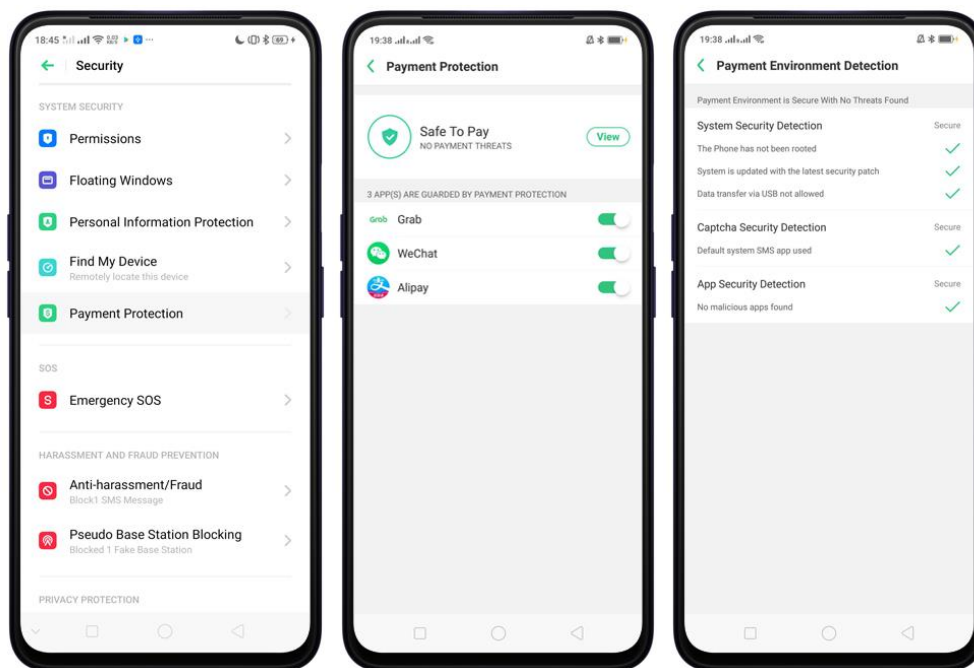 18:45
69
Security
SYSTEM SECURITY
Permissions
Floating Windows
Personal Information Protection
Find My Device
Remotely locate this device
Payment Protection
SOS
S
Emergency SOS
HARASSMENT AND FRAUD PREVENTION
Anti-harassment/Fraud
Block1 SMS Message
Pseudo Base Station Blocking
Blocked 1 Fake Base Station
PRIVACY PROTECTION
19:38
Payment Protection
Safe To Pay
NO PAYMENT THREATS
View
3 APP(S) ARE GUARDED BY PAYMENT PROTECTION
Grab Grab
WeChat
支 Alipay
19:38
Payment Environment Detection
Payment Environment is Secure With No Threats Found
System Security Detection Secure
The Phone has not been rooted
System is updated with the latest security patch
Data transfer via USB not allowed
Captcha Security Detection Secure
Default system SMS app used
App Security Detection Secure
No malicious apps found